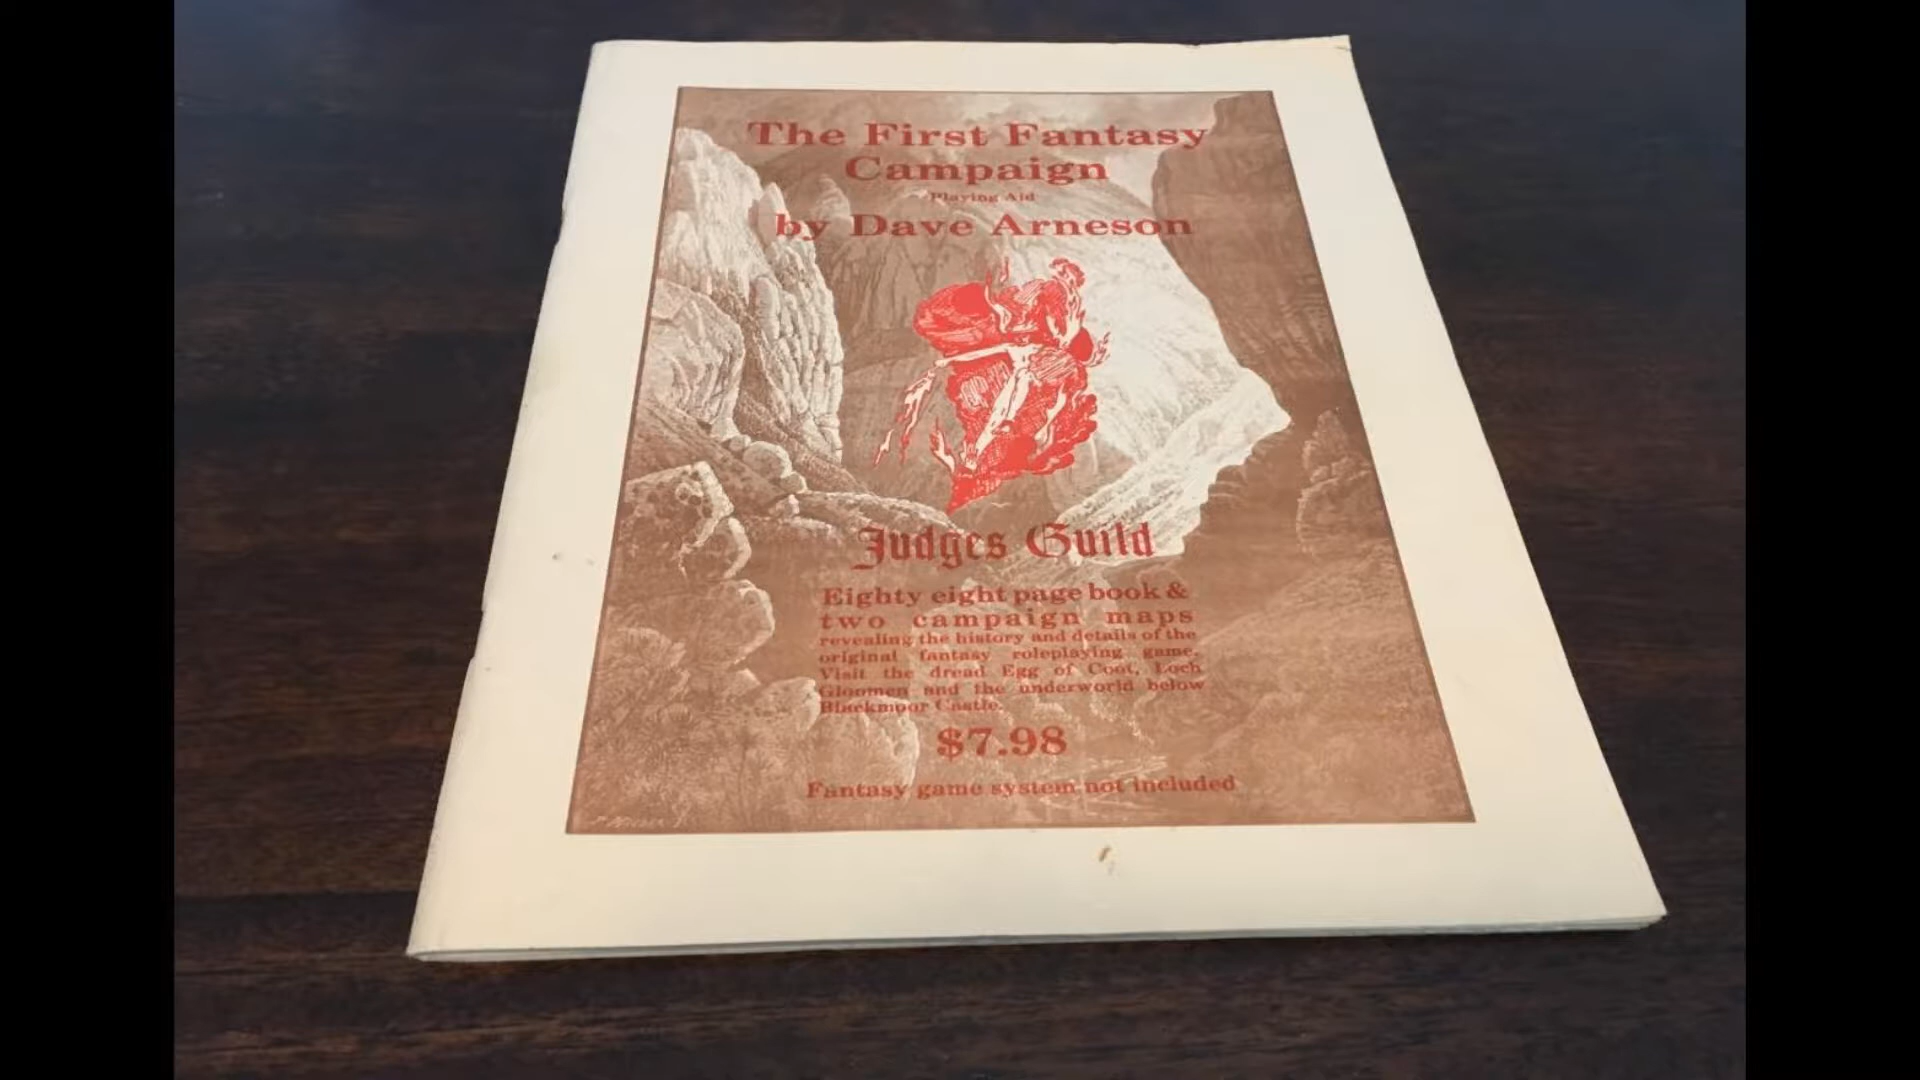 The First Fantasy
Campaign
Playing Aid
by Dave Arneson
Judges Guild
Eighty eight page book &
two campaign maps
revealing the history and details of the
original fantasy roleplaying game.
Visit the dread Egg of Coot, Loch
Gloomen and the underworld below
Blackmoor Castle.
$7.98
Fantasy game system not included